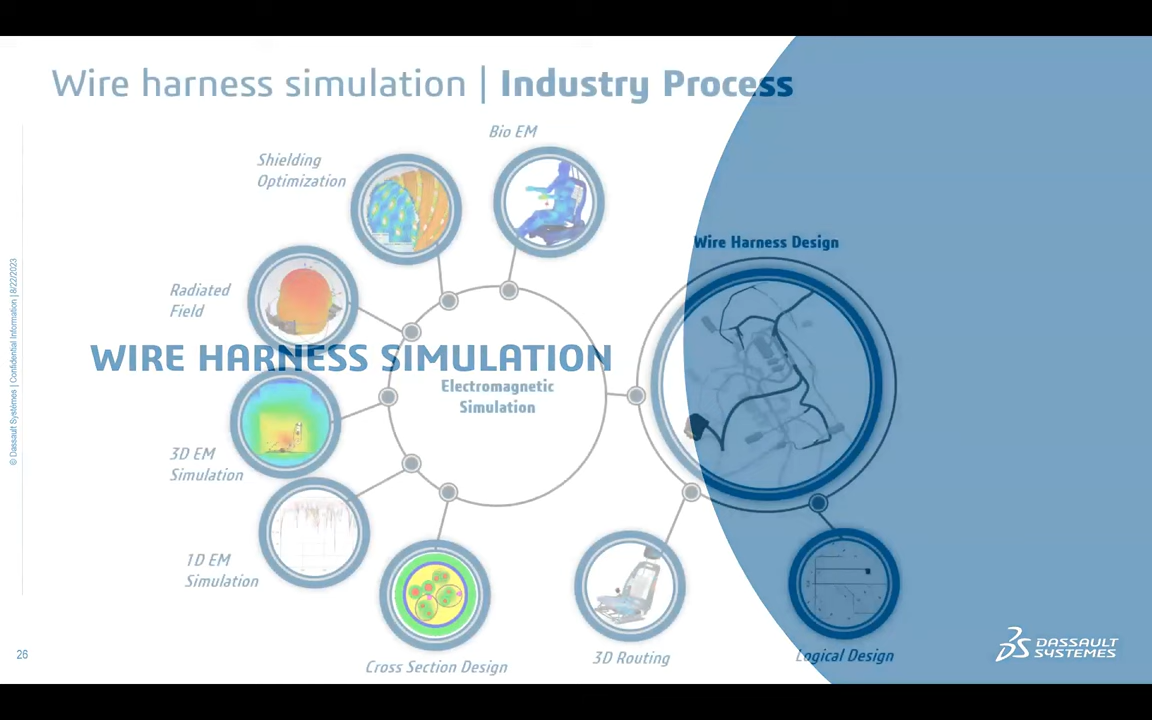 Wire harness simulation | Industry Process
Bio EM
Shielding
Optimization
Wire Harness Design
Radiated
Field
WIRE HARNESS SIMULATION
Electromagnetic
Simulation
3D EM
Simulation
1D EM
Simulation
Cross Section Design
3D Routing
Logical Design
DASSAULT
SYSTEMES
© Dassault Systèmes | Confidential Information | 8/22/2023
26